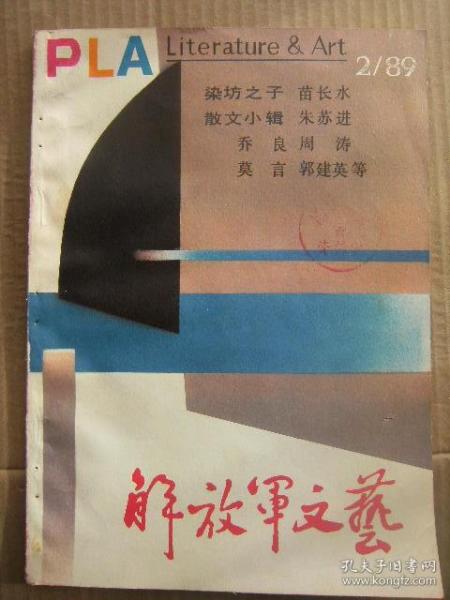 PLA Literature & Art
2/89
染坊之子 苗长水
散文小辑 朱苏进
乔良 周涛
莫言 郭建英等
解放军文艺
孔夫子旧书网
www.kongfz.com